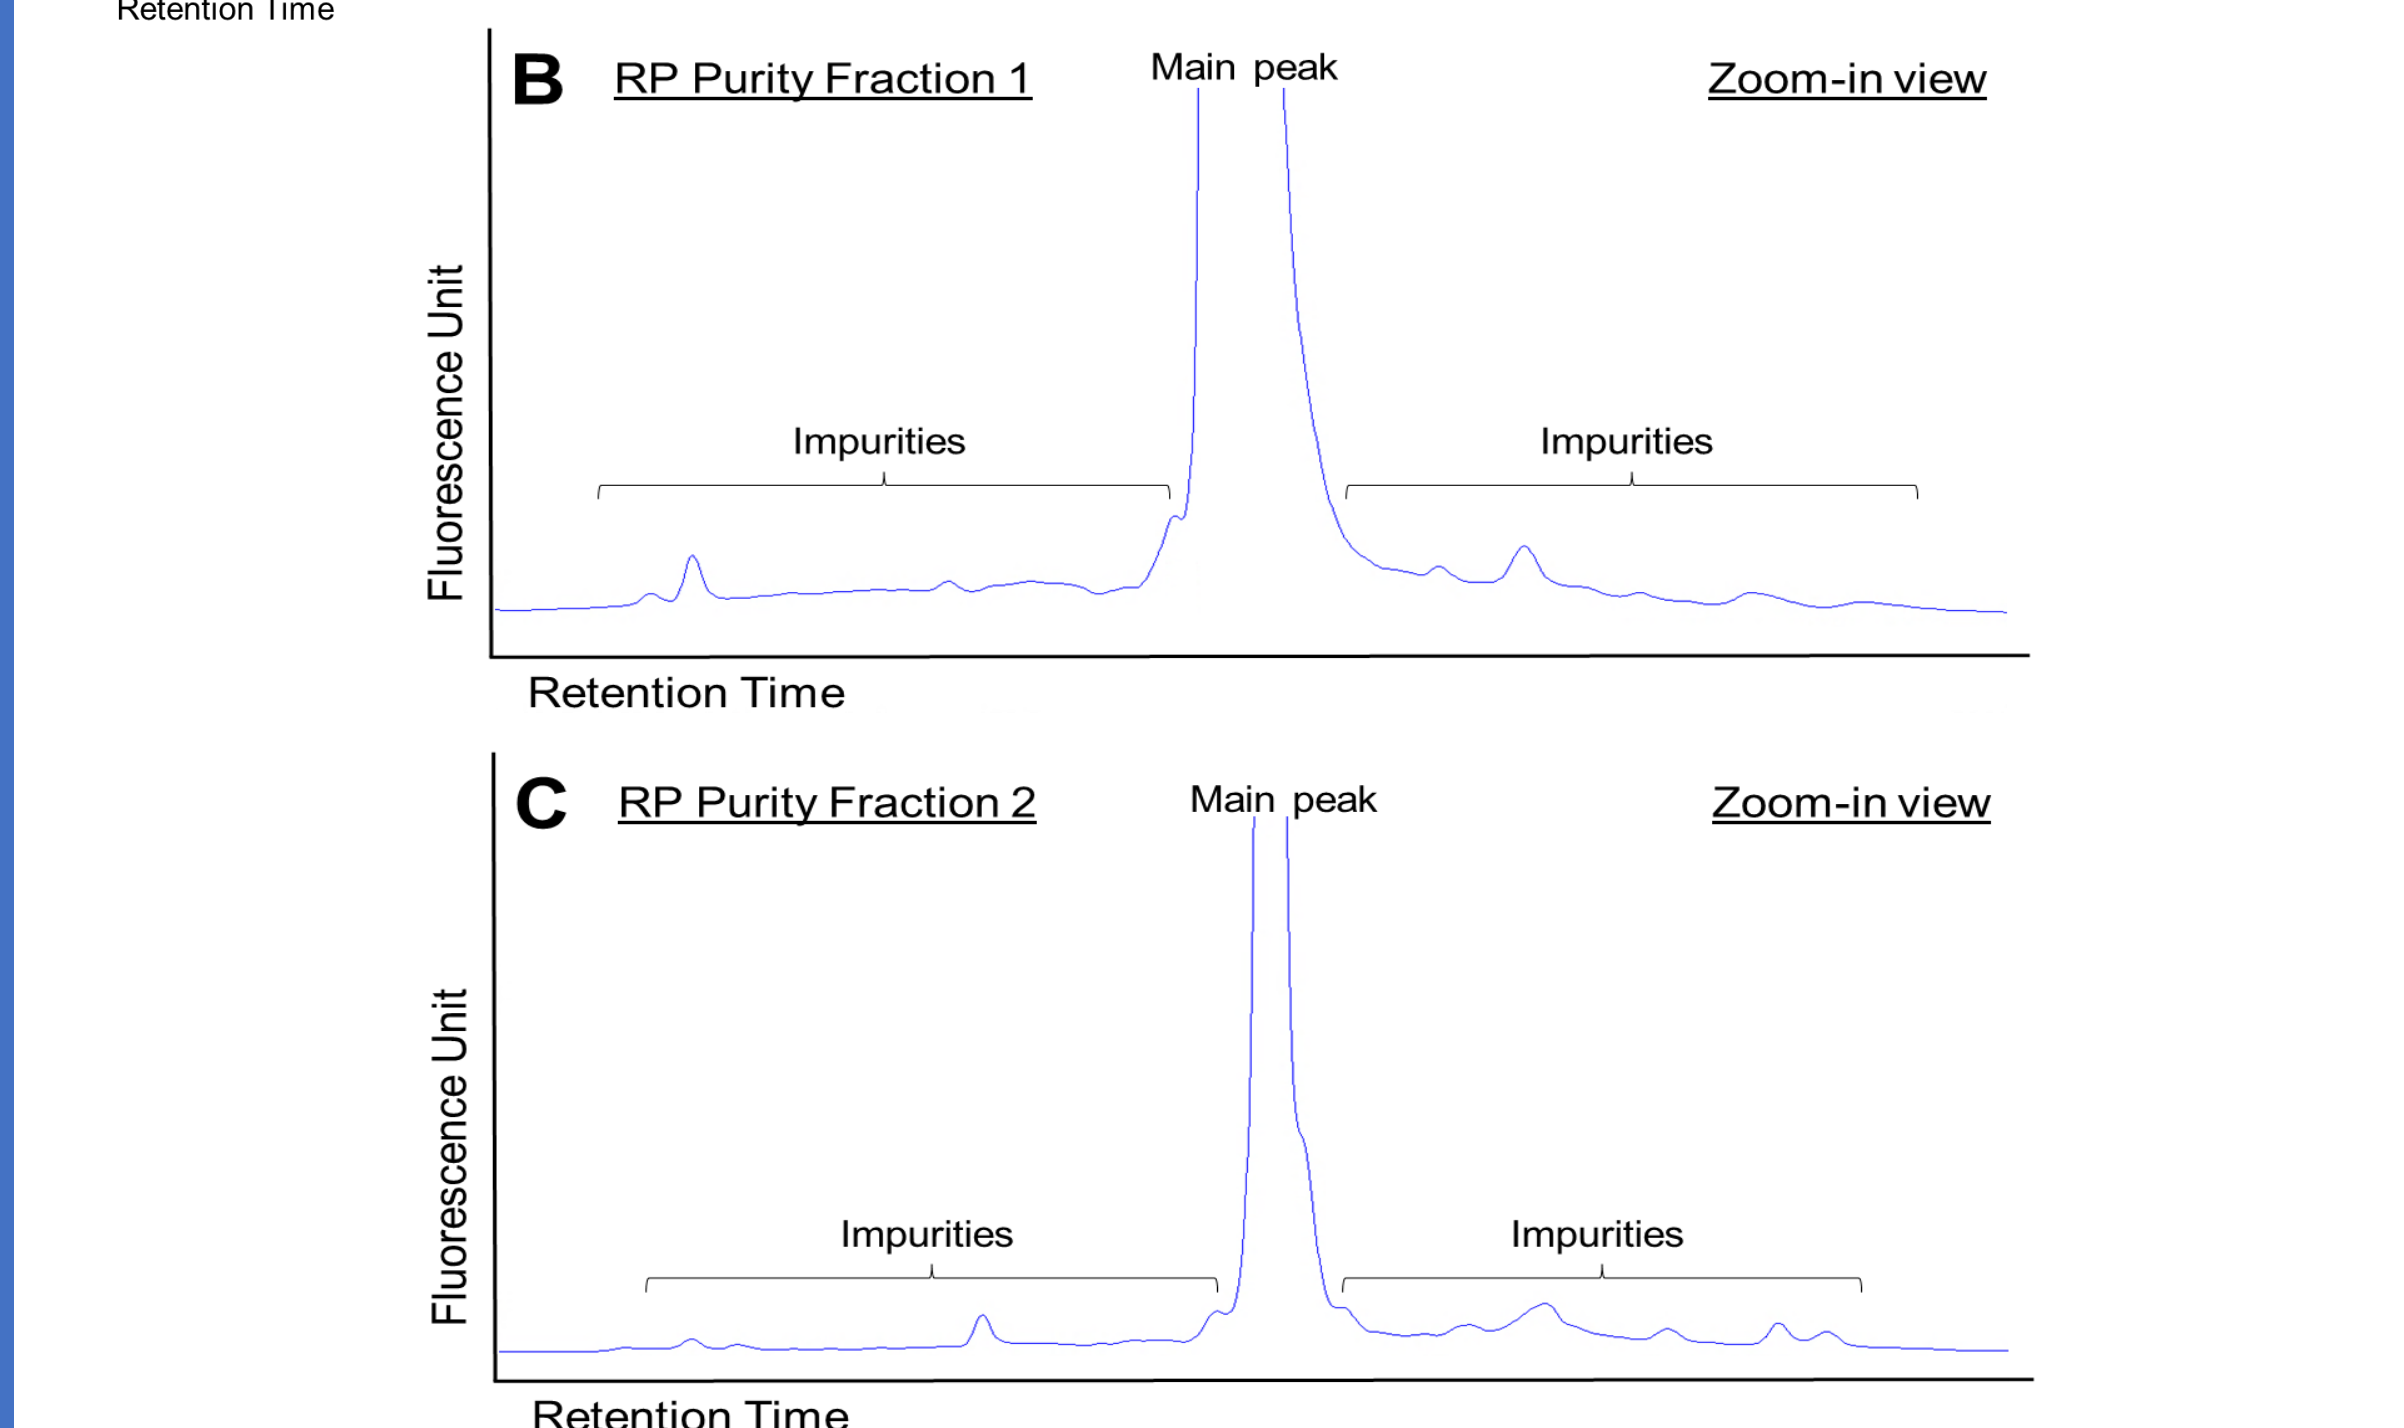 Retention Time
B
RP Purity Fraction 1
Main peak
Zoom-in view
Fluorescence Unit
Impurities
Impurities
Retention Time
C
RP Purity Fraction 2
Main peak
Zoom-in view
Fluorescence Unit
Impurities
Impurities
Retention Time